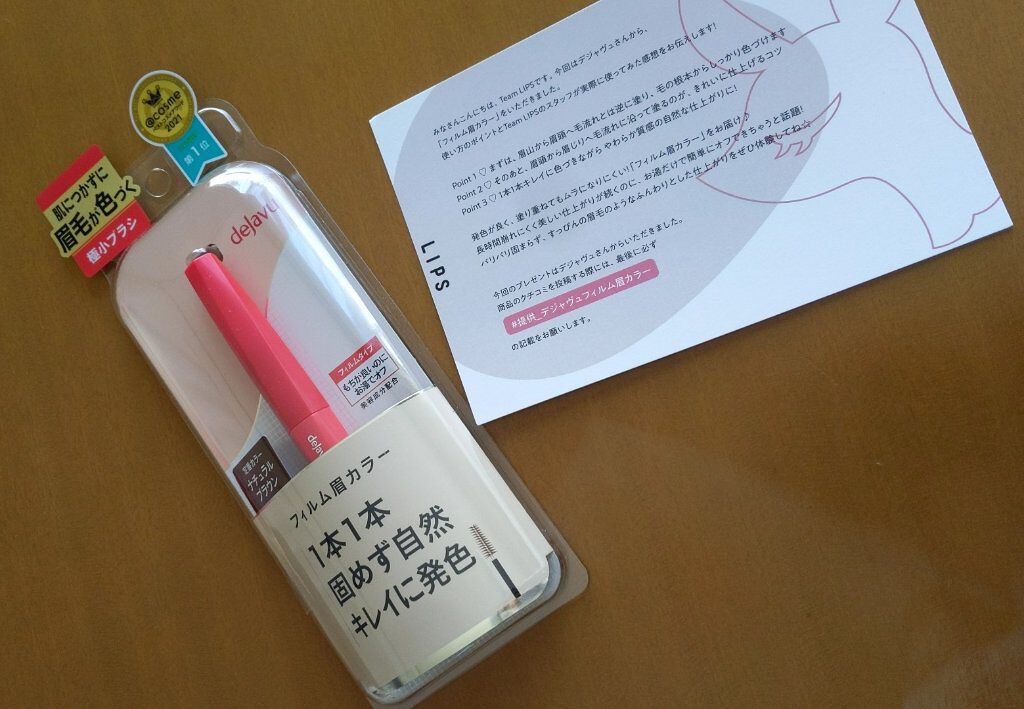 @cosme
ベストコスメアワード
2021
第1位
肌につかずに
眉毛が色づく
極小ブラシ
dejavu
フィルムタイプ
もちが良いのに
お湯でオフ
美容成分配合
定番カラー
ナチュラル
ブラウン
フィルム眉カラー
1本1本
固めず自然
キレイに発色
LIPS
みなさんこんにちは、Team LIPSです。今回はデジャヴュさんから、
「フィルム眉カラー」をいただきました。
使い方のポイントとTeam LIPSのスタッフが実際に使ってみた感想をお伝えします!
Point 1♡ まずは、眉山から眉頭へ毛流れとは逆に塗り、毛の根本からしっかり色づけます
Point 2♡ そのあと、眉頭から眉じりへ毛流れに沿って塗るのが、きれいに仕上げるコツ
Point 3♡ 1本1本キレイに色づきながら やわらか質感の自然な仕上がりに!
発色が良く、塗り重ねてもムラになりにくい!「フィルム眉カラー」をお届け♪
長時間崩れにくく美しい仕上がりが続くのに、お湯だけで簡単にオフできちゃうと話題!
パリパリ固まらず、すっぴんの眉毛のようなふんわりとした仕上がりをぜひ体験してね☆
今回のプレゼントはデジャヴュさんからいただきました。
商品のクチコミを投稿する際には、最後に必ず
#提供_デジャヴュフィルム眉カラー
の記載をお願いします。